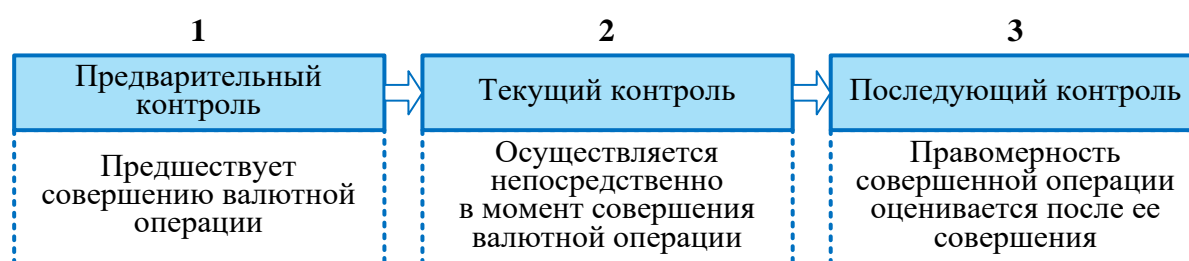 1
Предварительный
контроль
Предшествует
совершению валютной
операции
2
Текущий контроль
Осуществляется
непосредственно
в момент совершения
валютной операции
3
Последующий контроль
Правомерность
совершенной операции
оценивается после ее
совершения